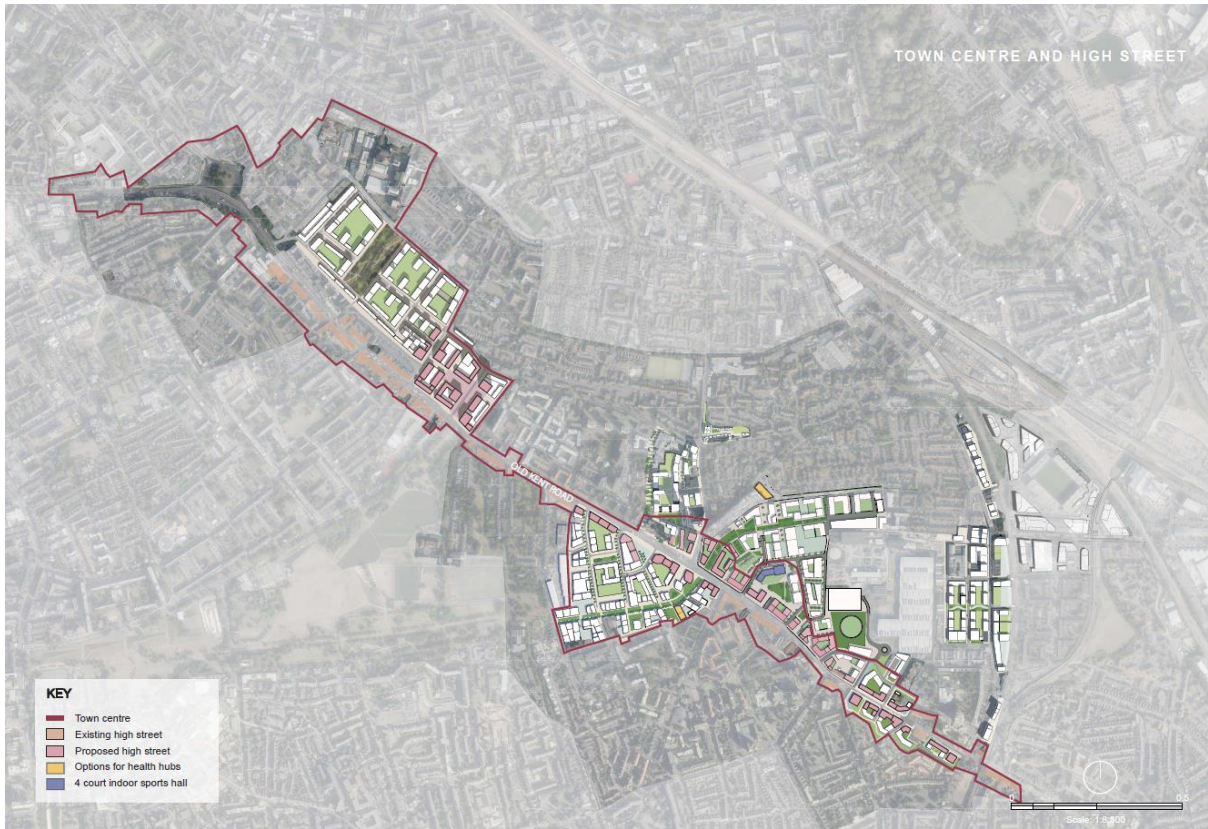 TOWN CENTRE AND HIGH STREET
OLD KENT ROAD
KEY
Town centre
Existing high street
Proposed high street
Options for health hubs
4 court indoor sports hall
0
0.5
Scale: 1:8,500